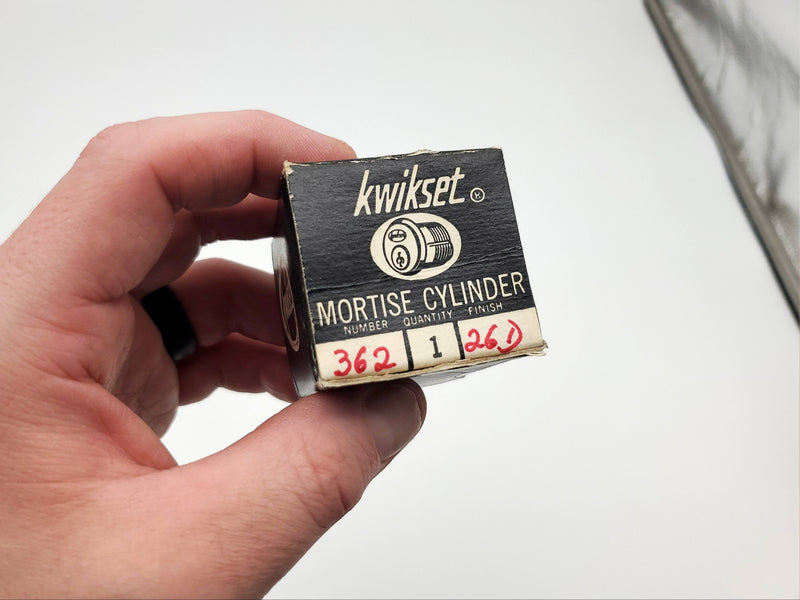 kwikset ®
MORTISE CYLINDER
NUMBER QUANTITY FINISH
362 1 26D